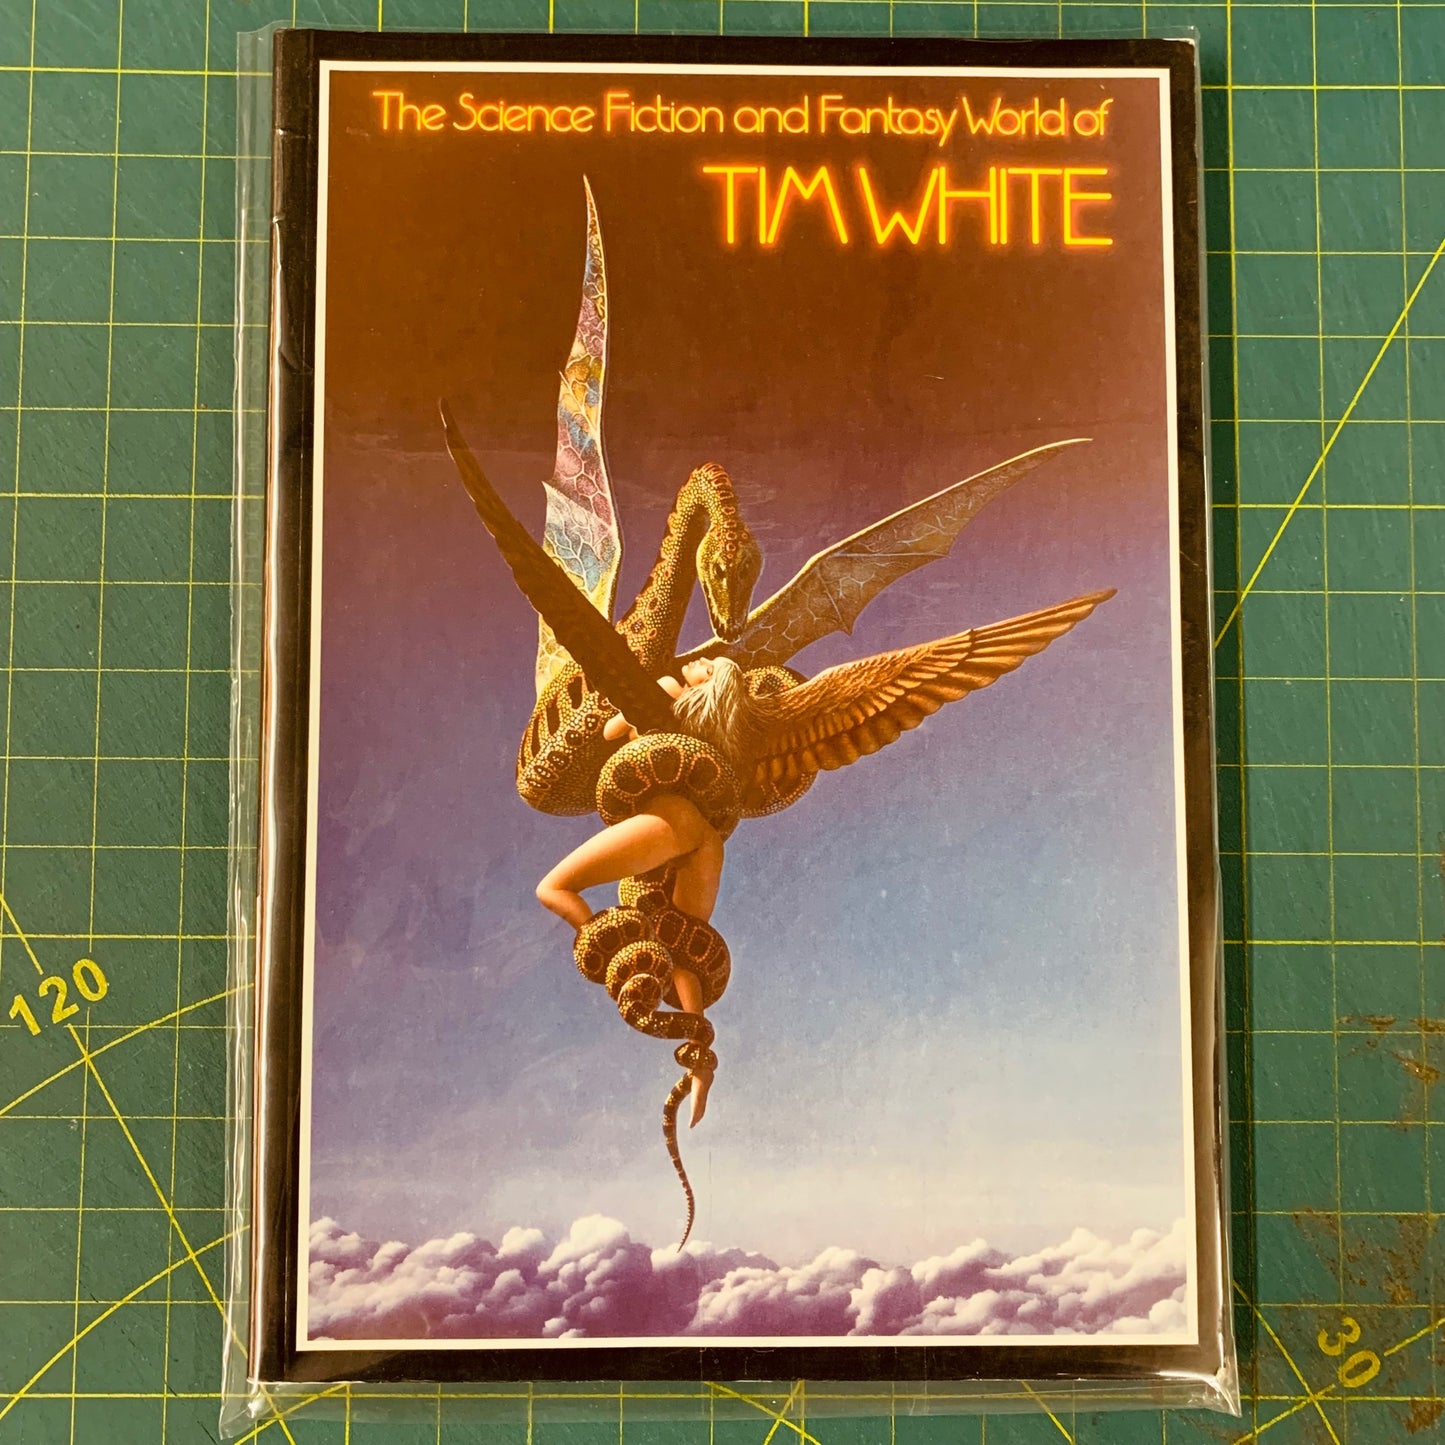 The Science Fiction and Fantasy World of
TIM WHITE
120
30